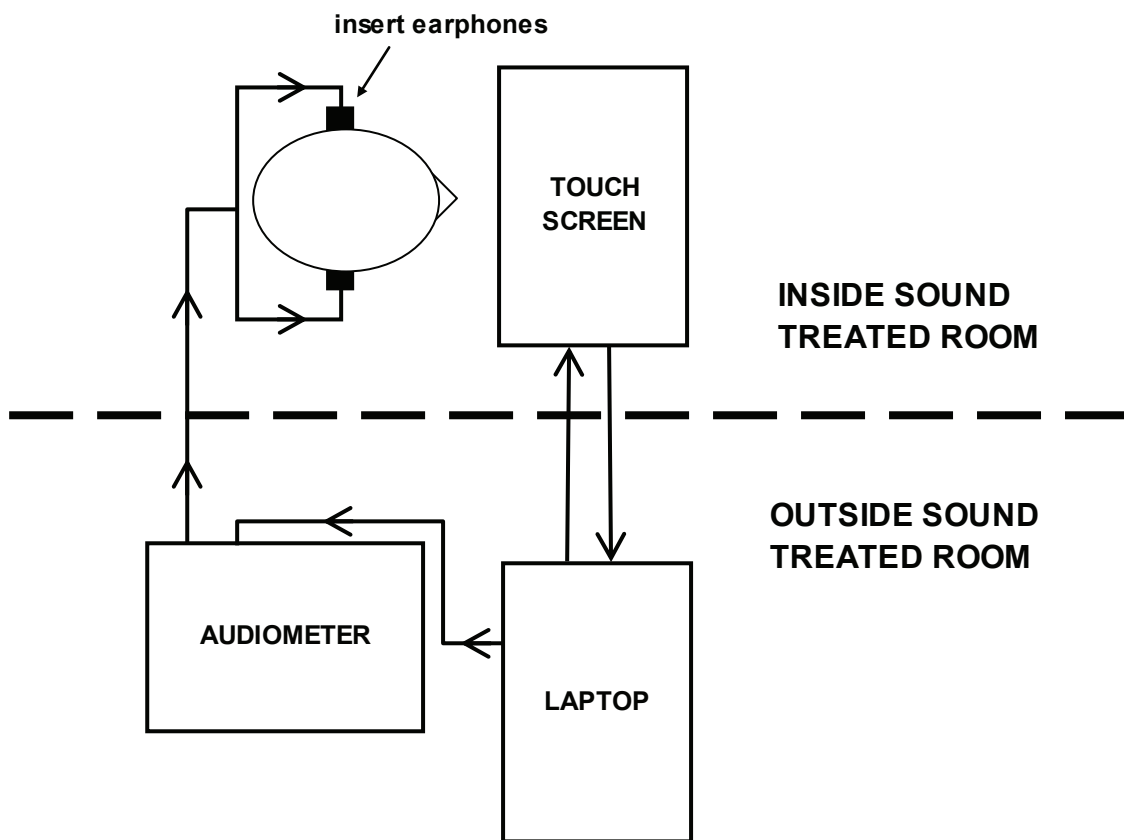 insert earphones
TOUCH
SCREEN
INSIDE SOUND
TREATED ROOM
OUTSIDE SOUND
TREATED ROOM
AUDIOMETER
LAPTOP